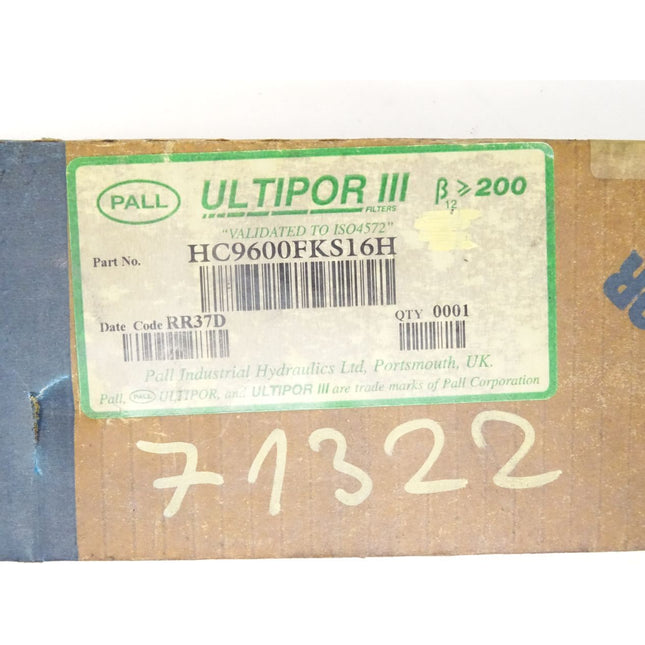 PALL ULTIPOR III FILTERS β12 ≥ 200
"VALIDATED TO ISO4572"
Part No. HC9600FKS16H
Date Code RR37D QTY 0001
Pall Industrial Hydraulics Ltd, Portsmouth, UK.
Pall, PALL ULTIPOR, and ULTIPOR III are trade marks of Pall Corporation
71322